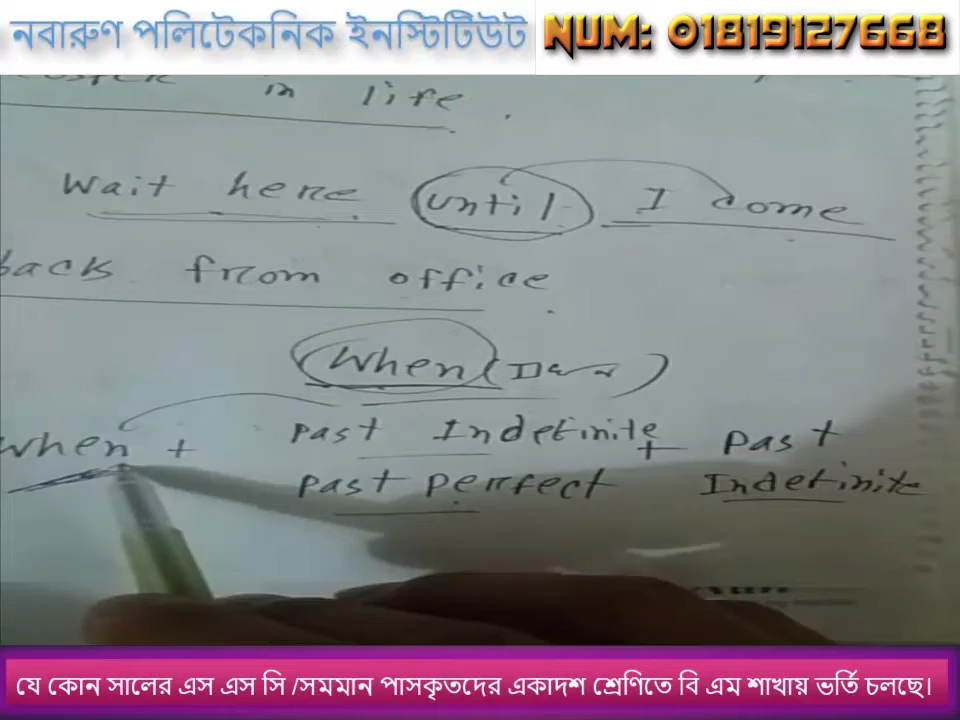 নবারুণ পলিটেকনিক ইনস্টিটিউট NUM: 01819127668
in life.
Wait here until I come
back from office.
When (যখন)
When + Past Indefinite + Past
Past perfect Indefinite
যে কোন সালের এস এস সি /সমমান পাসকৃতদের একাদশ শ্রেণিতে বি এম শাখায় ভর্তি চলছে।